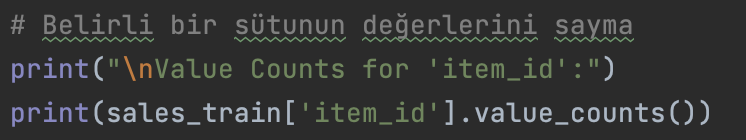 # Belirli bir sütunun değerlerini sayma
print("\nValue Counts for 'item_id':")
print(sales_train['item_id'].value_counts())